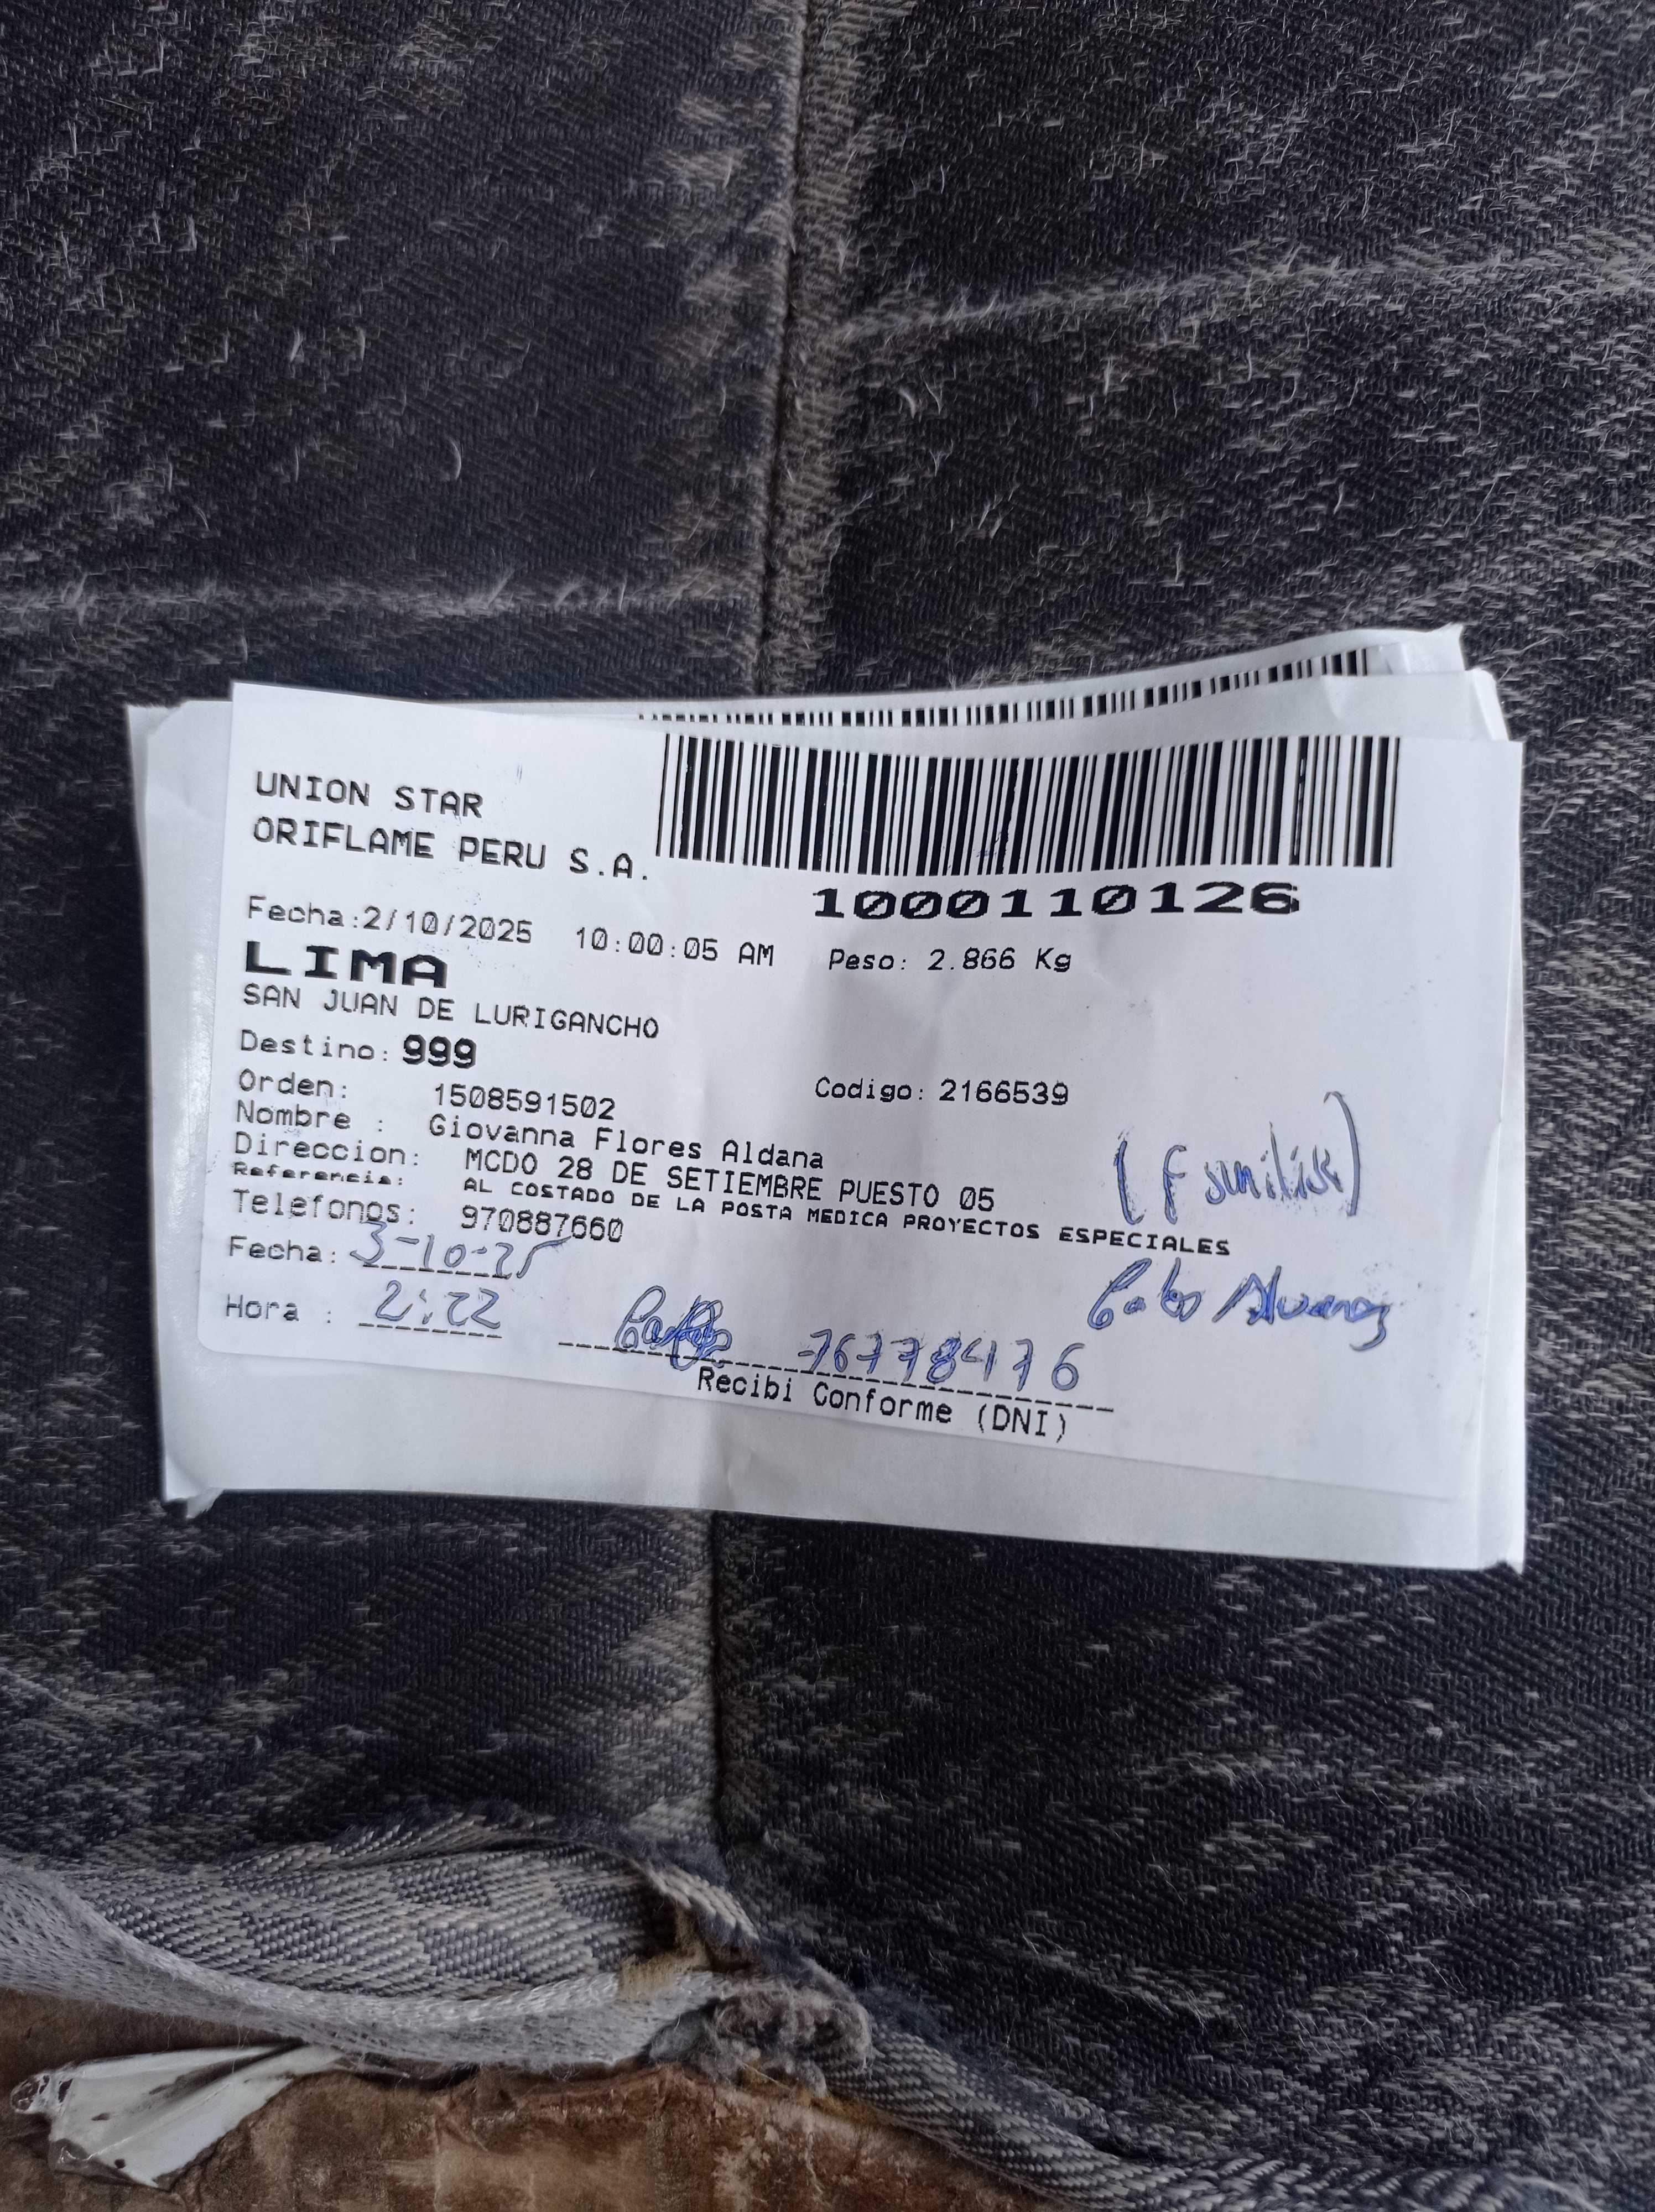 UNION STAR
ORIFLAME PERU S.A.
1000110126
Fecha:2/10/2025 10:00:05 AM Peso: 2.866 Kg
LIMA
SAN JUAN DE LURIGANCHO
Destino: 999
Orden: 1508591502 Codigo: 2166539
Nombre : Giovanna Flores Aldana
Direccion: MCDO 28 DE SETIEMBRE PUESTO 05
Referencia: AL COSTADO DE LA POSTA MEDICA PROYECTOS ESPECIALES
(Familiar)
Telefonos: 970887660
Fecha: 3-10-25
Hora : 2:22
Alvarez
76778476
Recibi Conforme (DNI)